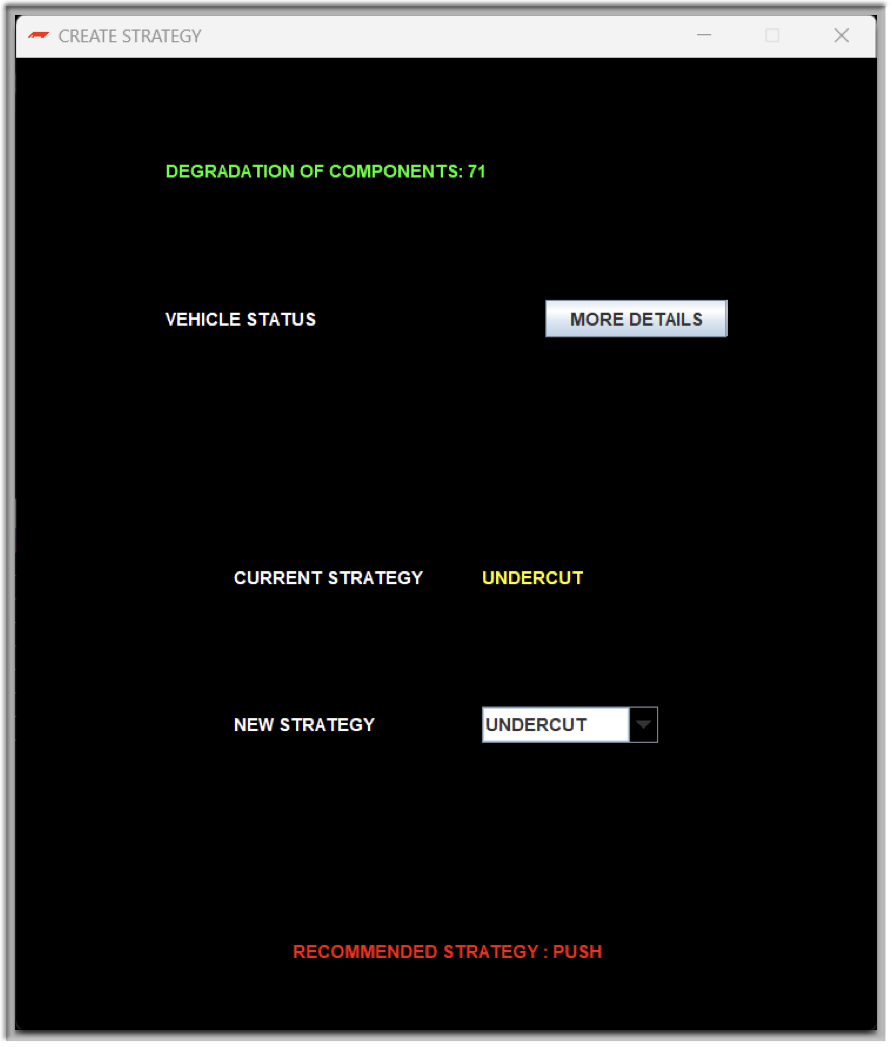 CREATE STRATEGY
DEGRADATION OF COMPONENTS: 71
VEHICLE STATUS MORE DETAILS
CURRENT STRATEGY UNDERCUT
NEW STRATEGY UNDERCUT
RECOMMENDED STRATEGY : PUSH